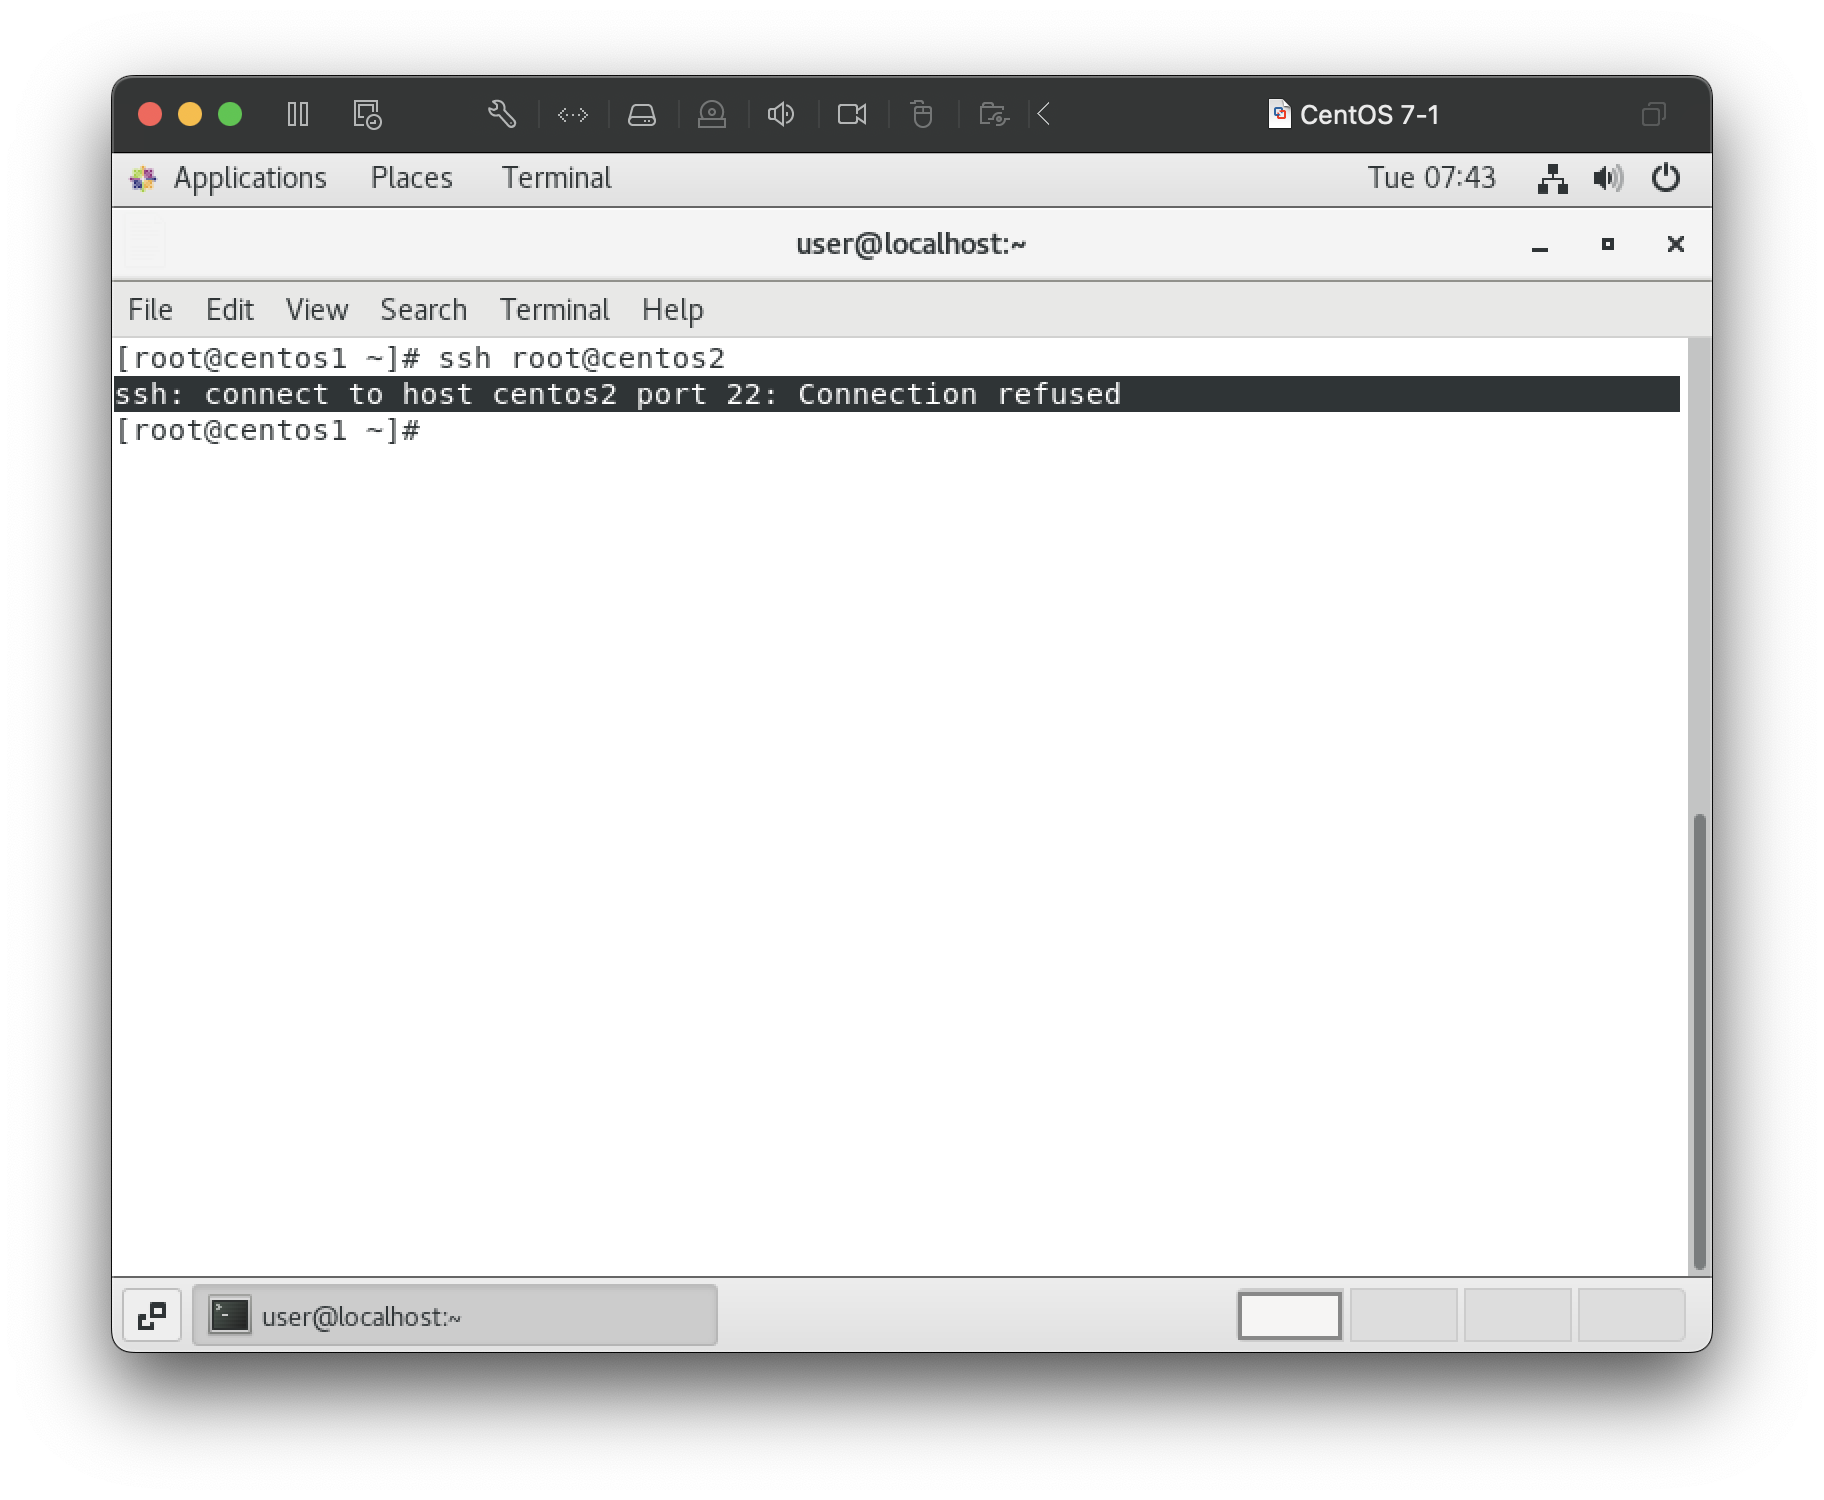 CentOS 7-1
Applications Places Terminal Tue 07:43
user@localhost:~
File Edit View Search Terminal Help
[root@centos1 ~]# ssh root@centos2
ssh: connect to host centos2 port 22: Connection refused
[root@centos1 ~]#
user@localhost:~